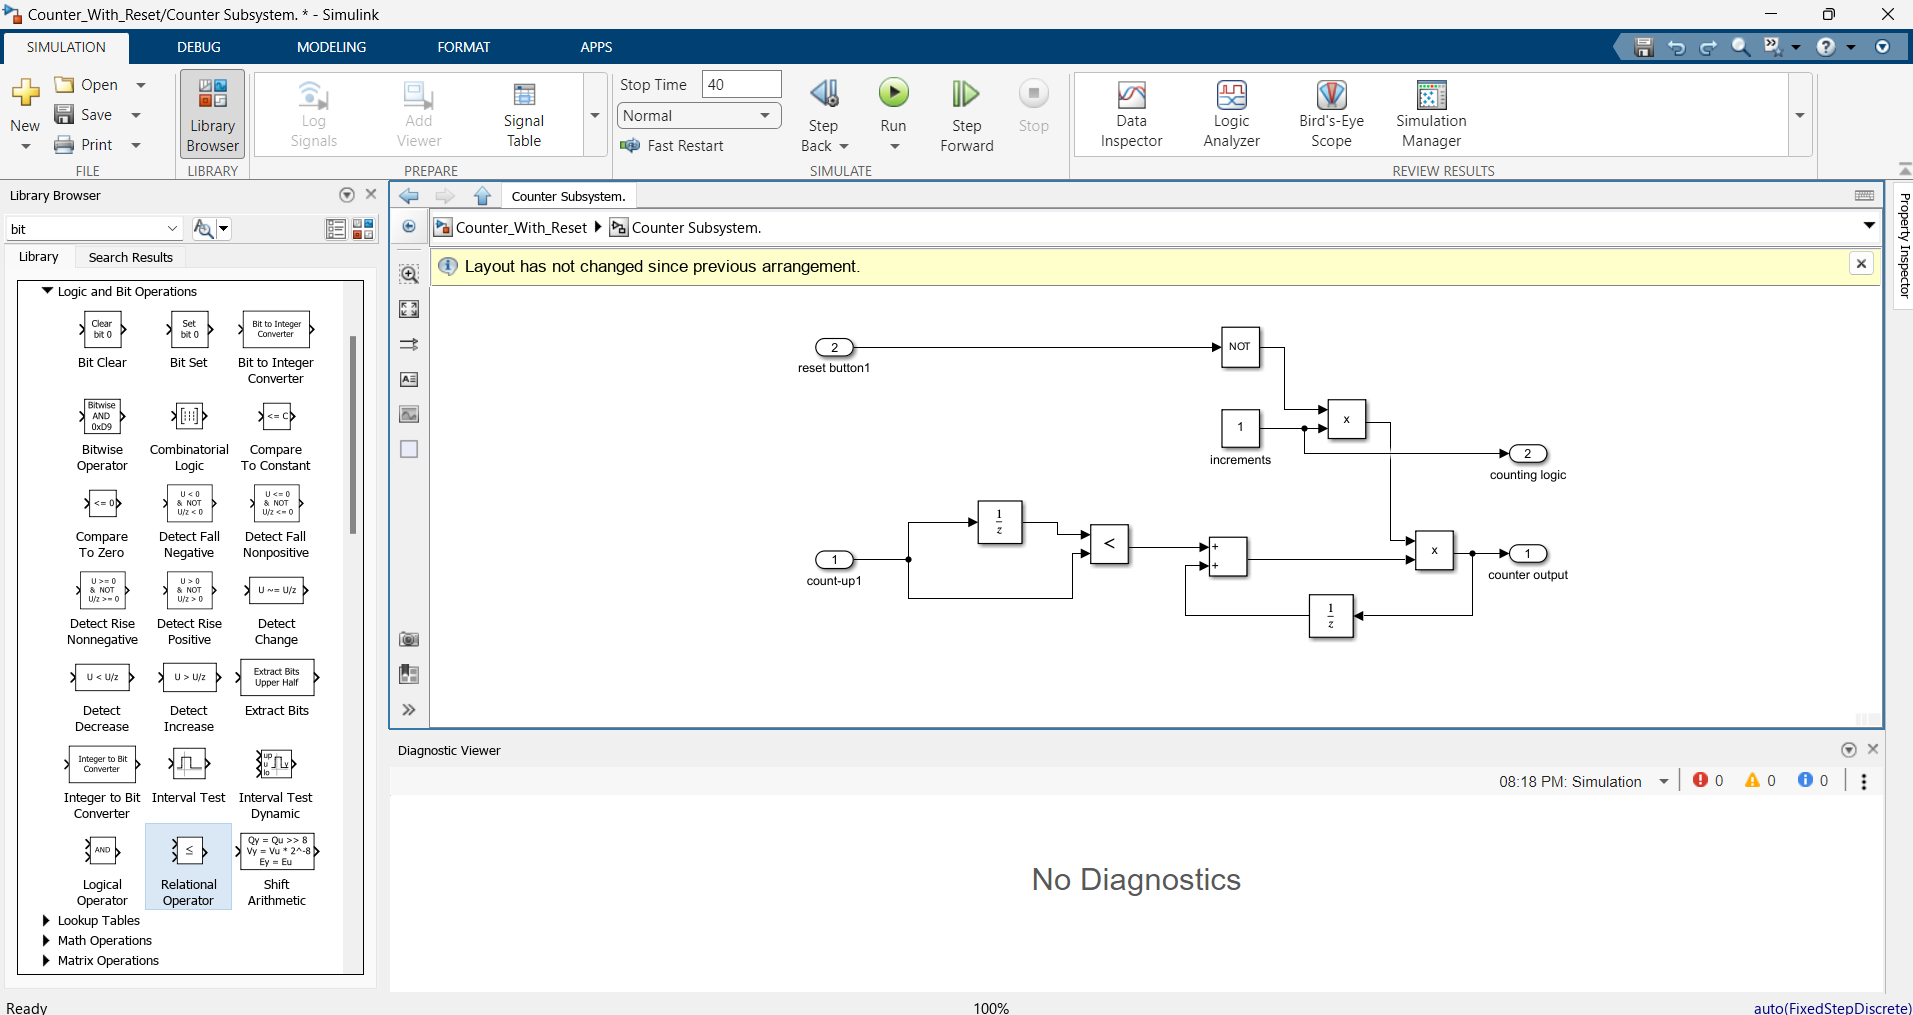 Counter_With_Reset/Counter Subsystem. * - Simulink
SIMULATION DEBUG MODELING FORMAT APPS
New
Open
Save
Print
FILE
Library
Browser
LIBRARY
Log
Signals
Add
Viewer
Signal
Table
PREPARE
Stop Time 40
Normal
Fast Restart
Step
Back
Run
Step
Forward
Stop
SIMULATE
Data
Inspector
Logic
Analyzer
Bird's-Eye
Scope
Simulation
Manager
REVIEW RESULTS
Library Browser
bit
Library Search Results
Logic and Bit Operations
Clear
bit 0
Bit Clear
Set
bit 0
Bit Set
Bit to Integer
Converter
Bit to Integer
Converter
Bitwise
AND
0xD9
Bitwise
Operator
Combinatorial
Logic
<= C
Compare
To Constant
<= 0
Compare
To Zero
U < 0
& NOT
U/z < 0
Detect Fall
Negative
U <= 0
& NOT
U/z <= 0
Detect Fall
Nonpositive
U >= 0
& NOT
U/z >= 0
Detect Rise
Nonnegative
U > 0
& NOT
U/z > 0
Detect Rise
Positive
U ~= U/z
Detect
Change
U < U/z
Detect
Decrease
U > U/z
Detect
Increase
Extract Bits
Upper Half
Extract Bits
Integer to Bit
Converter
Integer to Bit
Converter
Interval Test
up
u
lo
y
Interval Test
Dynamic
AND
Logical
Operator
≤
Relational
Operator
Qy = Qu >> 8
Vy = Vu * 2^-8
Ey = Eu
Shift
Arithmetic
Lookup Tables
Math Operations
Matrix Operations
Counter Subsystem.
Counter_With_Reset Counter Subsystem.
Layout has not changed since previous arrangement.
2
reset button1
NOT
x
1
increments
2
counting logic
1
z
<
1
count-up1
+
+
x
1
counter output
1
z
Property Inspector
Diagnostic Viewer
08:18 PM: Simulation 0 0 0
No Diagnostics
Ready 100% auto(FixedStepDiscrete)